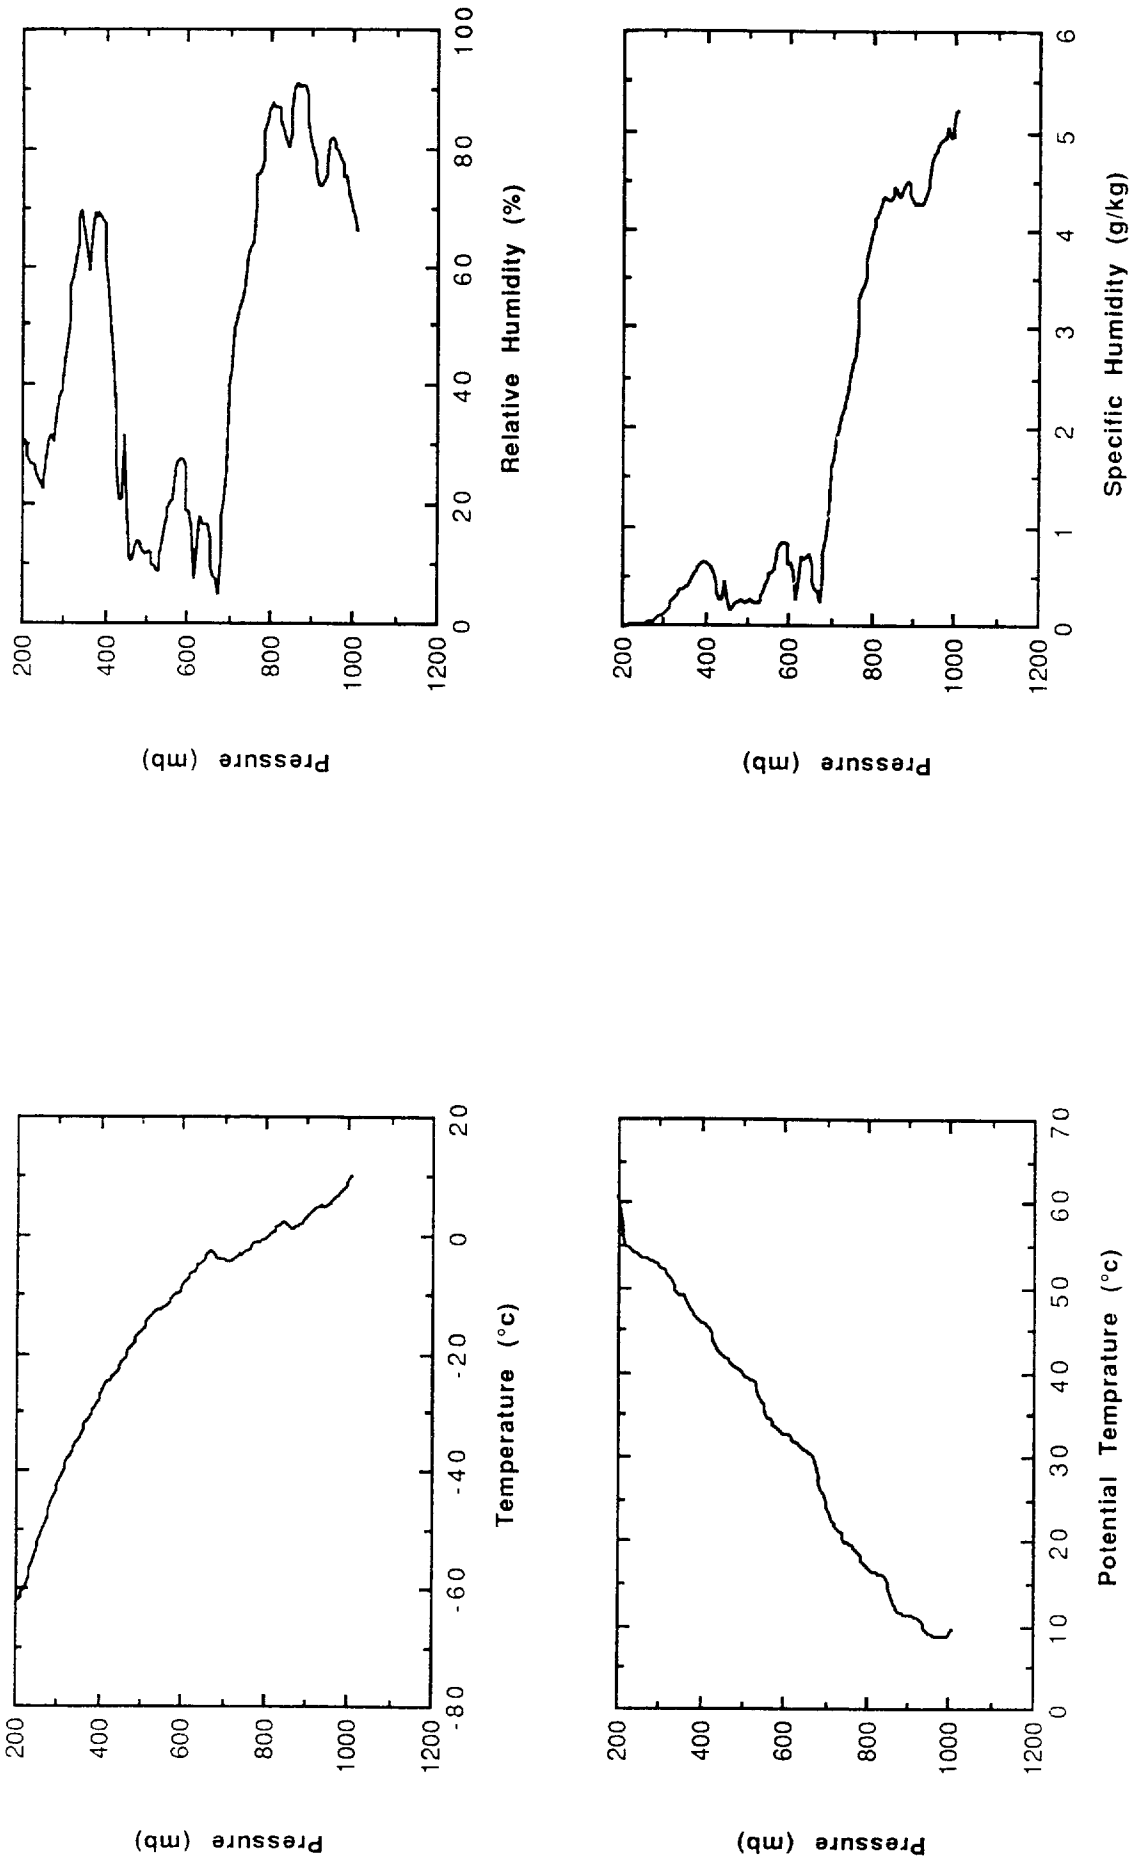 Pressure (mb)
200
400
600
800
1000
1200
-80 -60 -40 -20 0 20
Temperature (°c)
Pressure (mb)
200
400
600
800
1000
1200
0 20 40 60 80 100
Relative Humidity (%)
Pressure (mb)
200
400
600
800
1000
1200
0 10 20 30 40 50 60 70
Potential Temprature (°c)
Pressure (mb)
200
400
600
800
1000
1200
0 1 2 3 4 5 6
Specific Humidity (g/kg)